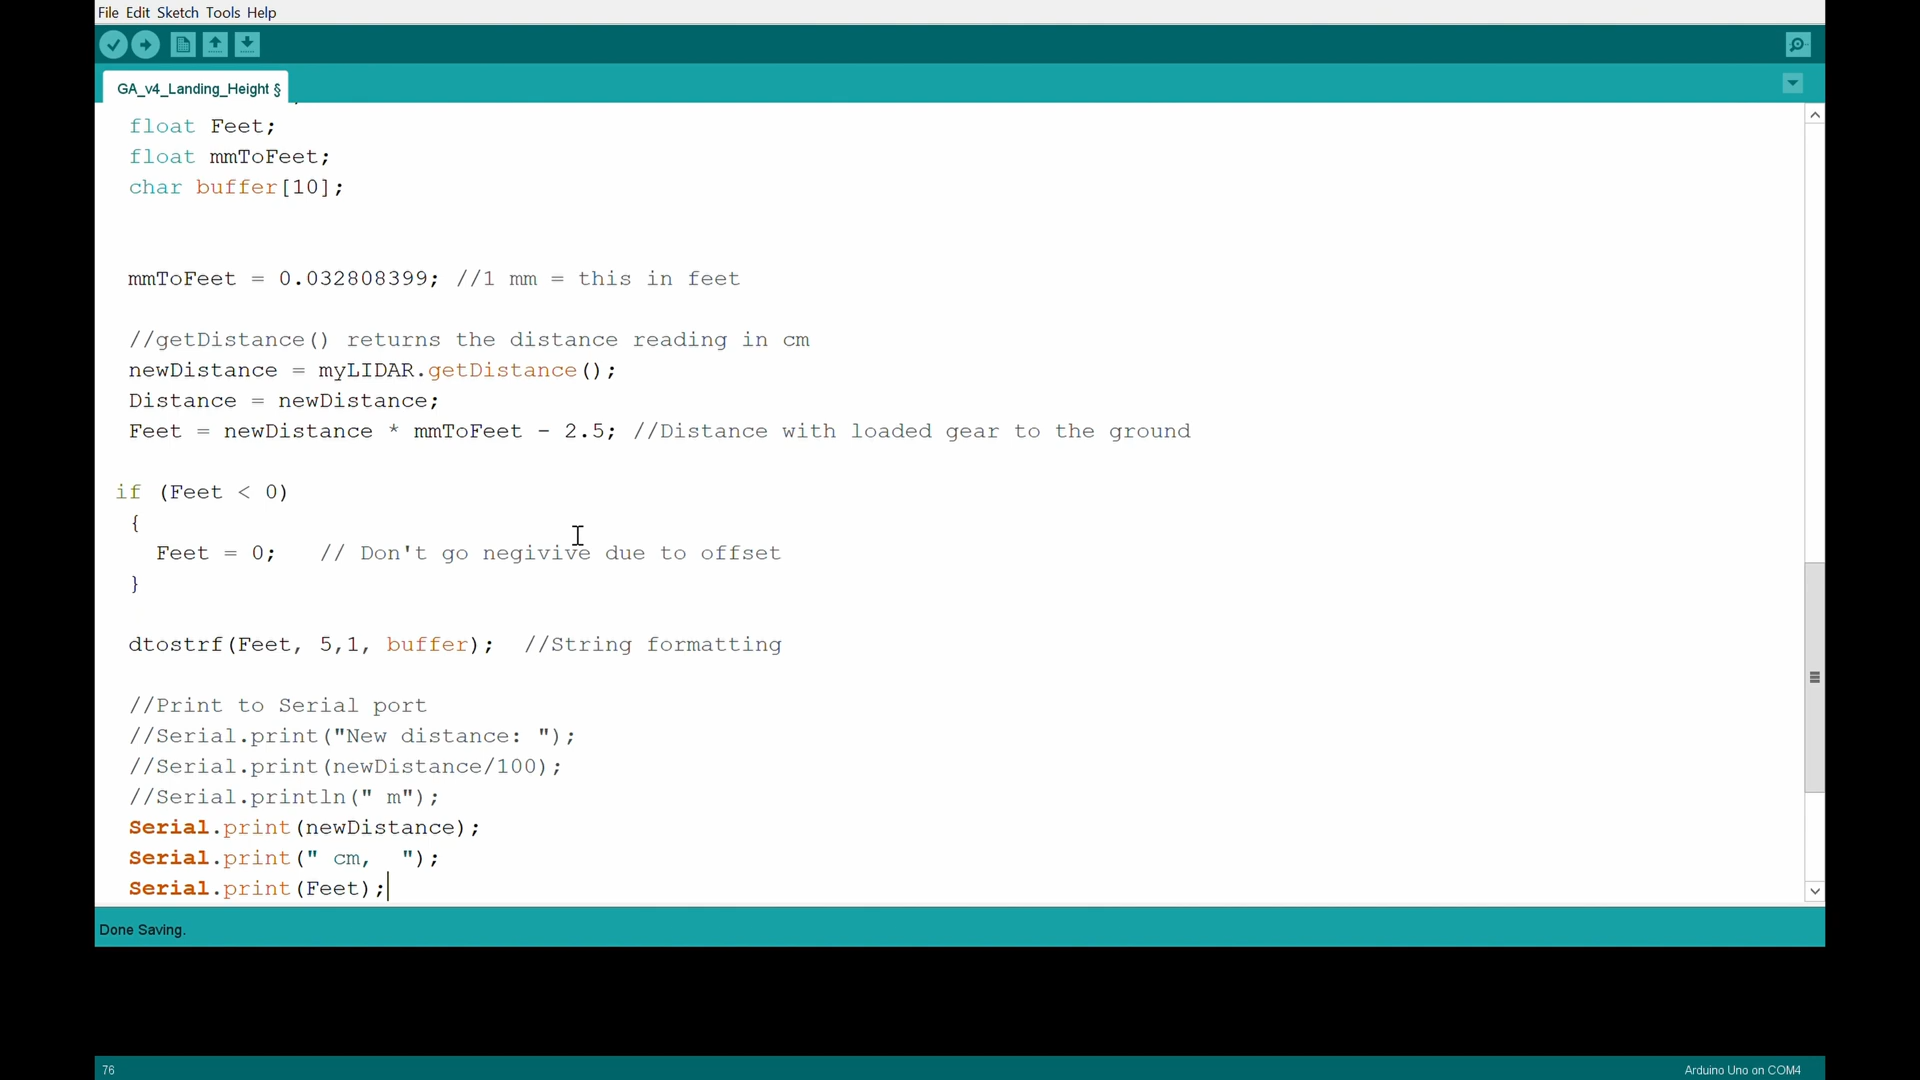 File Edit Sketch Tools Help
GA_v4_Landing_Height §
float Feet;
float mmToFeet;
char buffer[10];
mmToFeet = 0.032808399; //1 mm = this in feet
//getDistance() returns the distance reading in cm
newDistance = myLIDAR.getDistance();
Distance = newDistance;
Feet = newDistance * mmToFeet - 2.5; //Distance with loaded gear to the ground
if (Feet < 0)
{
Feet = 0;   // Don't go negivive due to offset
}
dtostrf(Feet, 5,1, buffer);  //String formatting
//Print to Serial port
//Serial.print("New distance: ");
//Serial.print(newDistance/100);
//Serial.println(" m");
Serial.print(newDistance);
Serial.print(" cm,  ");
Serial.print(Feet);
Done Saving.
76
Arduino Uno on COM4